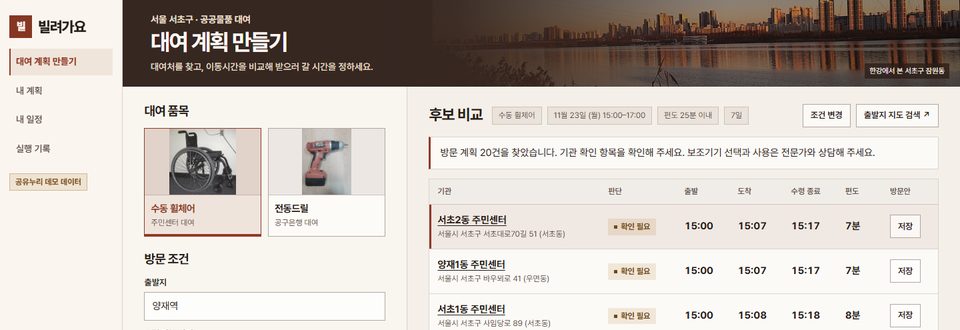 빌 빌려가요
대여 계획 만들기
내 계획
내 일정
실행 기록
공유누리 데모 데이터
서울 서초구 · 공공물품 대여
대여 계획 만들기
대여처를 찾고, 이동시간을 비교해 받으러 갈 시간을 정하세요.
한강에서 본 서초구 잠원동
대여 품목
수동 휠체어
주민센터 대여
전동드릴
공구은행 대여
방문 조건
출발지
양재역
후보 비교 수동 휠체어 11월 23일 (월) 15:00–17:00 편도 25분 이내 7일 조건 변경 출발지 지도 검색 ↗
방문 계획 20건을 찾았습니다. 기관 확인 항목을 확인해 주세요. 보조기기 선택과 사용은 전문가와 상담해 주세요.
기관 판단 출발 도착 수령 종료 편도 방문안
서초2동 주민센터 확인 필요 15:00 15:07 15:17 7분 저장
서울시 서초구 서초대로70길 51 (서초동)
양재1동 주민센터 확인 필요 15:00 15:07 15:17 7분 저장
서울시 서초구 바우뫼로 41 (우면동)
서초1동 주민센터 확인 필요 15:00 15:08 15:18 8분 저장
서울시 서초구 사임당로 89 (서초동)